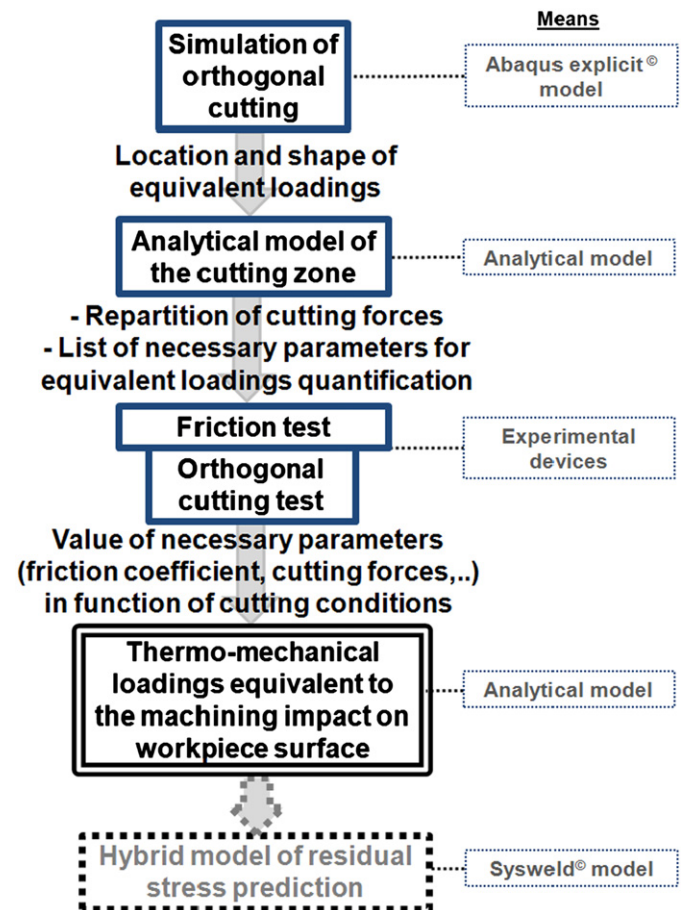 Means
Simulation of
orthogonal
cutting
Abaqus explicit ©
model
Location and shape of
equivalent loadings
Analytical model of
the cutting zone
Analytical model
- Repartition of cutting forces
- List of necessary parameters for
equivalent loadings quantification
Friction test
Orthogonal
cutting test
Experimental
devices
Value of necessary parameters
(friction coefficient, cutting forces,..)
in function of cutting conditions
Thermo-mechanical
loadings equivalent to
the machining impact on
workpiece surface
Analytical model
Hybrid model of residual
stress prediction
Sysweld© model